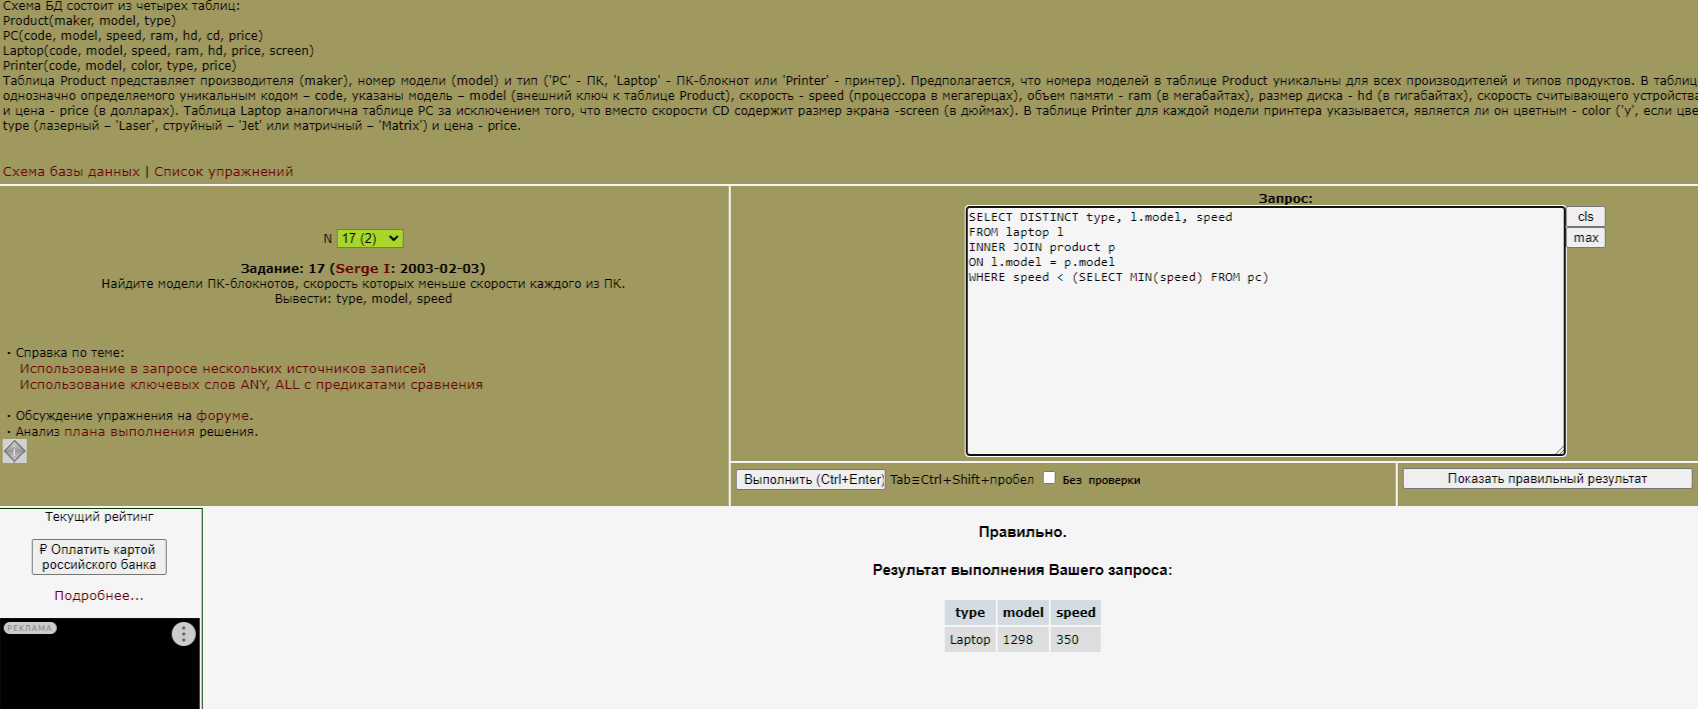 Схема БД состоит из четырех таблиц:
Product(maker, model, type)
PC(code, model, speed, ram, hd, cd, price)
Laptop(code, model, speed, ram, hd, price, screen)
Printer(code, model, color, type, price)
Таблица Product представляет производителя (maker), номер модели (model) и тип ('PC' - ПК, 'Laptop' - ПК-блокнот или 'Printer' - принтер). Предполагается, что номера моделей в таблице Product уникальны для всех производителей и типов продуктов. В таблиц
однозначно определяемого уникальным кодом – code, указаны модель – model (внешний ключ к таблице Product), скорость - speed (процессора в мегагерцах), объем памяти - ram (в мегабайтах), размер диска - hd (в гигабайтах), скорость считывающего устройства
и цена - price (в долларах). Таблица Laptop аналогична таблице РС за исключением того, что вместо скорости CD содержит размер экрана -screen (в дюймах). В таблице Printer для каждой модели принтера указывается, является ли он цветным - color ('y', если цве
type (лазерный – 'Laser', струйный – 'Jet' или матричный – 'Matrix') и цена - price.
Схема базы данных | Список упражнений
N 17 (2)
Задание: 17 (Serge I: 2003-02-03)
Найдите модели ПК-блокнотов, скорость которых меньше скорости каждого из ПК.
Вывести: type, model, speed
· Справка по теме:
Использование в запросе нескольких источников записей
Использование ключевых слов ANY, ALL с предикатами сравнения
· Обсуждение упражнения на форуме.
· Анализ плана выполнения решения.
Запрос:
SELECT DISTINCT type, l.model, speed
FROM laptop l
INNER JOIN product p
ON l.model = p.model
WHERE speed < (SELECT MIN(speed) FROM pc)
cls
max
Выполнить (Ctrl+Enter) Tab≡Ctrl+Shift+пробел Без проверки
Показать правильный результат
Текущий рейтинг
₽ Оплатить картой
российского банка
Подробнее...
РЕКЛАМА
Правильно.
Результат выполнения Вашего запроса:
type model speed
Laptop 1298 350